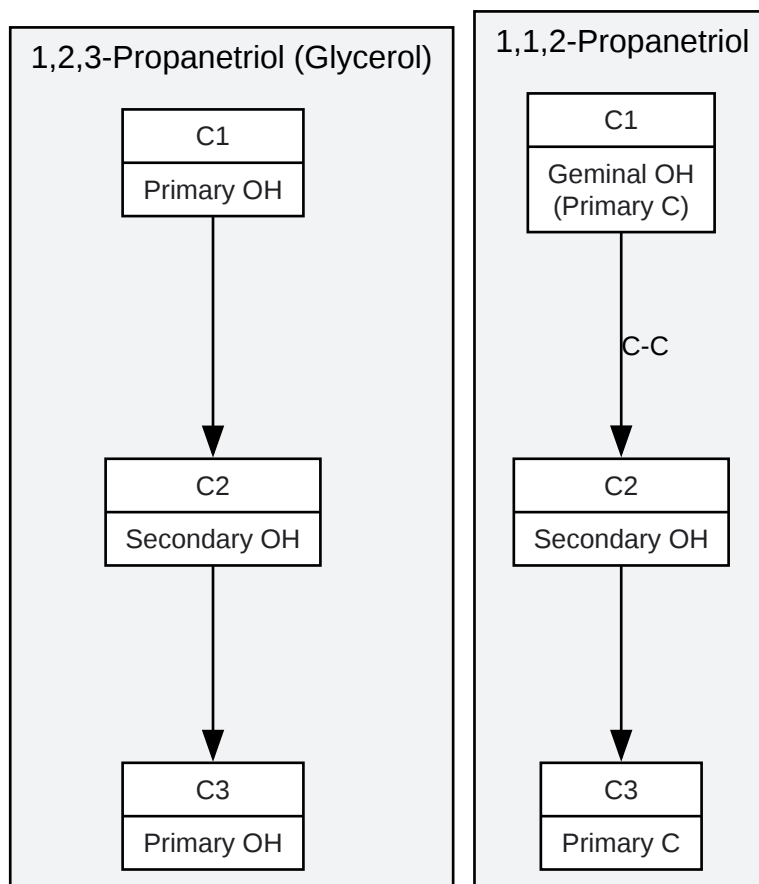 1,2,3-Propanetriol (Glycerol)
C1
Primary OH
C2
Secondary OH
C3
Primary OH
1,1,2-Propanetriol
C1
Geminal OH
(Primary C)
C-C
C2
Secondary OH
C3
Primary C